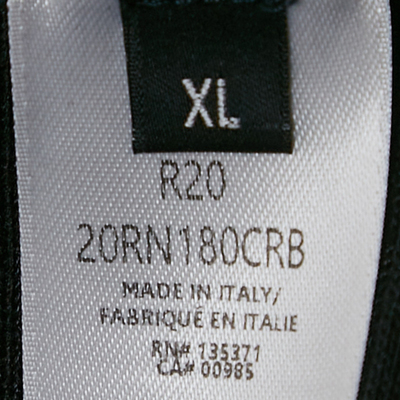 XL
R20
20RN180CRB
MADE IN ITALY/
FABRIQUÉ EN ITALIE
RN# 135371
CA# 00985